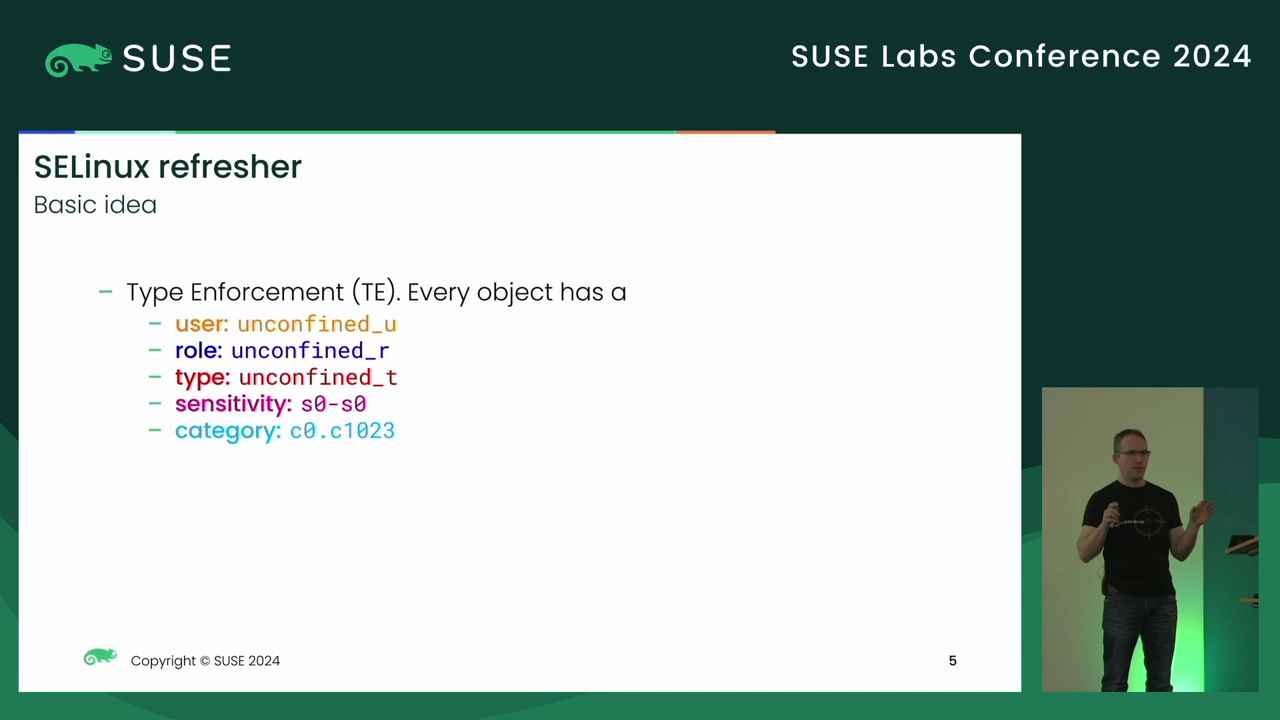 SUSE
SUSE Labs Conference 2024
SELinux refresher
Basic idea
– Type Enforcement (TE). Every object has a
– user: unconfined_u
– role: unconfined_r
– type: unconfined_t
– sensitivity: s0-s0
– category: c0.c1023
Copyright © SUSE 2024
5